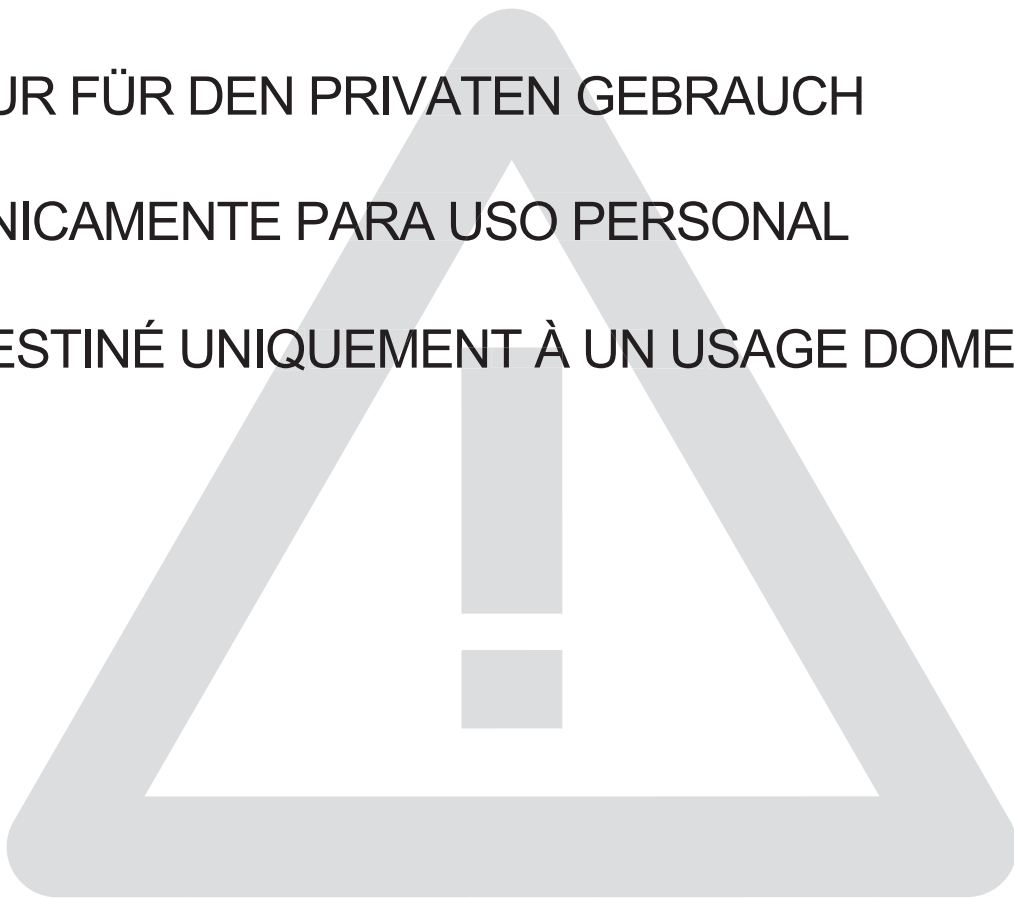 UR FÜR DEN PRIVATEN GEBRAUCH
NICAMENTE PARA USO PERSONAL
ESTINÉ UNIQUEMENT À UN USAGE DOME